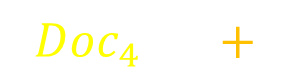 Doc₄ +